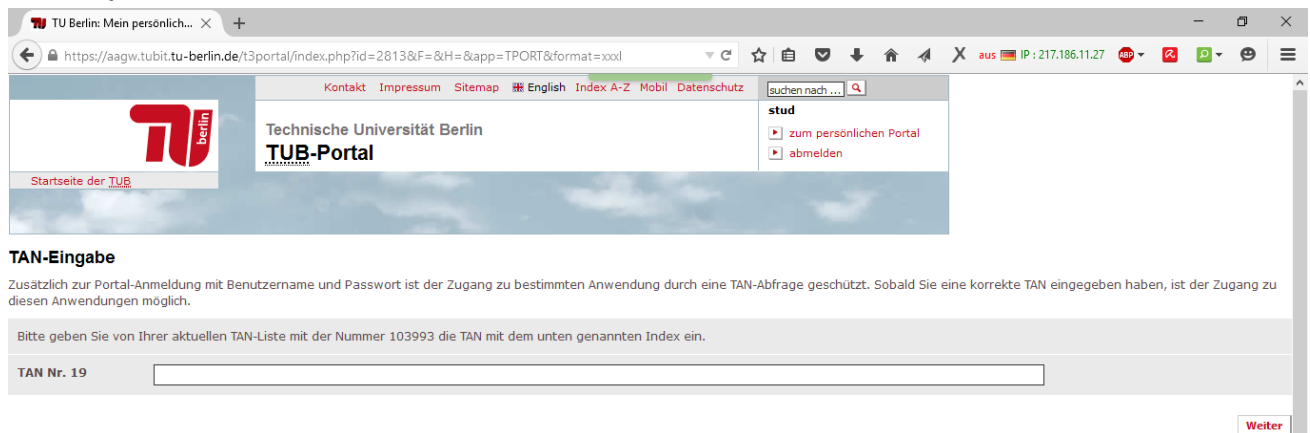 TU Berlin: Mein persönlich...
https://aagw.tubit.tu-berlin.de/t3portal/index.php?id=2813&F=&H=&app=TPORT&format=xxxl
aus IP : 217.186.11.27
ABP
Kontakt Impressum Sitemap English Index A-Z Mobil Datenschutz
suchen nach ...
berlin
Technische Universität Berlin
TUB-Portal
stud
zum persönlichen Portal
abmelden
Startseite der TUB
TAN-Eingabe
Zusätzlich zur Portal-Anmeldung mit Benutzername und Passwort ist der Zugang zu bestimmten Anwendung durch eine TAN-Abfrage geschützt. Sobald Sie eine korrekte TAN eingegeben haben, ist der Zugang zu
diesen Anwendungen möglich.
Bitte geben Sie von Ihrer aktuellen TAN-Liste mit der Nummer 103993 die TAN mit dem unten genannten Index ein.
TAN Nr. 19
Weiter